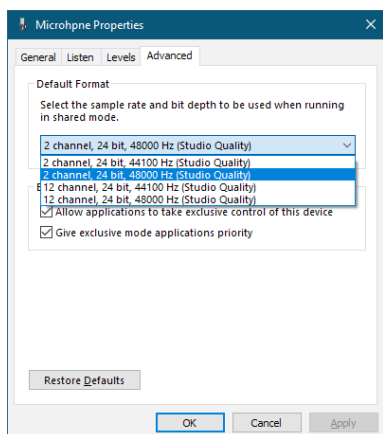 Microhpne Properties
General Listen Levels Advanced
Default Format
Select the sample rate and bit depth to be used when running
in shared mode.
2 channel, 24 bit, 48000 Hz (Studio Quality)
2 channel, 24 bit, 44100 Hz (Studio Quality)
2 channel, 24 bit, 48000 Hz (Studio Quality)
12 channel, 24 bit, 44100 Hz (Studio Quality)
12 channel, 24 bit, 48000 Hz (Studio Quality)
Allow applications to take exclusive control of this device
Give exclusive mode applications priority
Restore Defaults
OK Cancel Apply